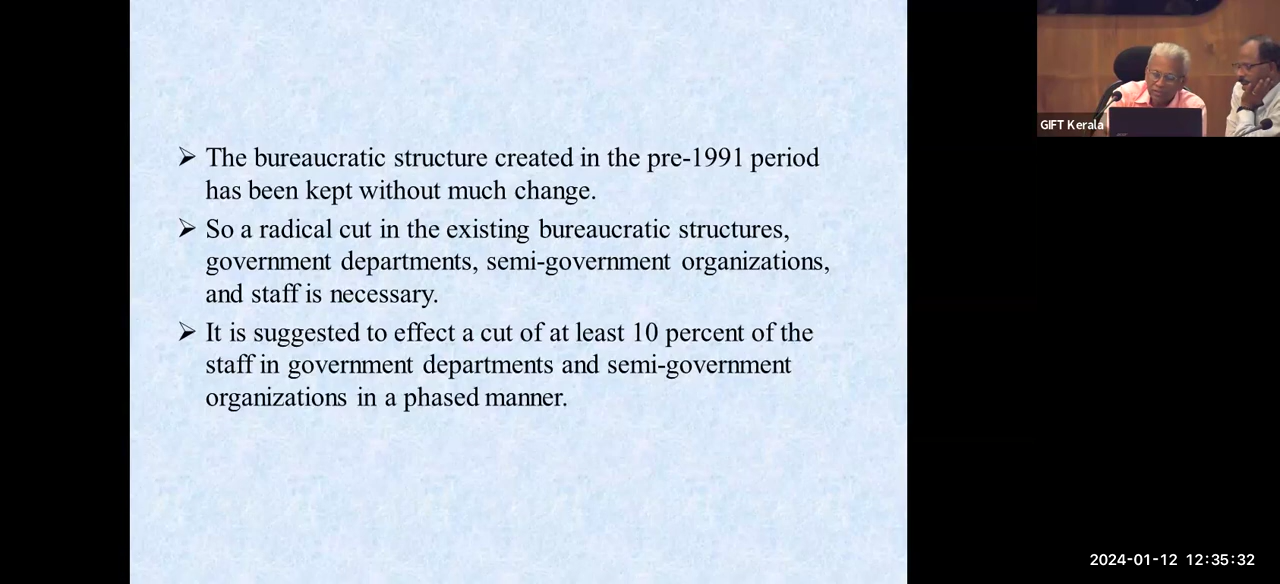 ➢ The bureaucratic structure created in the pre-1991 period
has been kept without much change.
➢ So a radical cut in the existing bureaucratic structures,
government departments, semi-government organizations,
and staff is necessary.
➢ It is suggested to effect a cut of at least 10 percent of the
staff in government departments and semi-government
organizations in a phased manner.
GIFT Kerala
2024-01-12 12:35:32